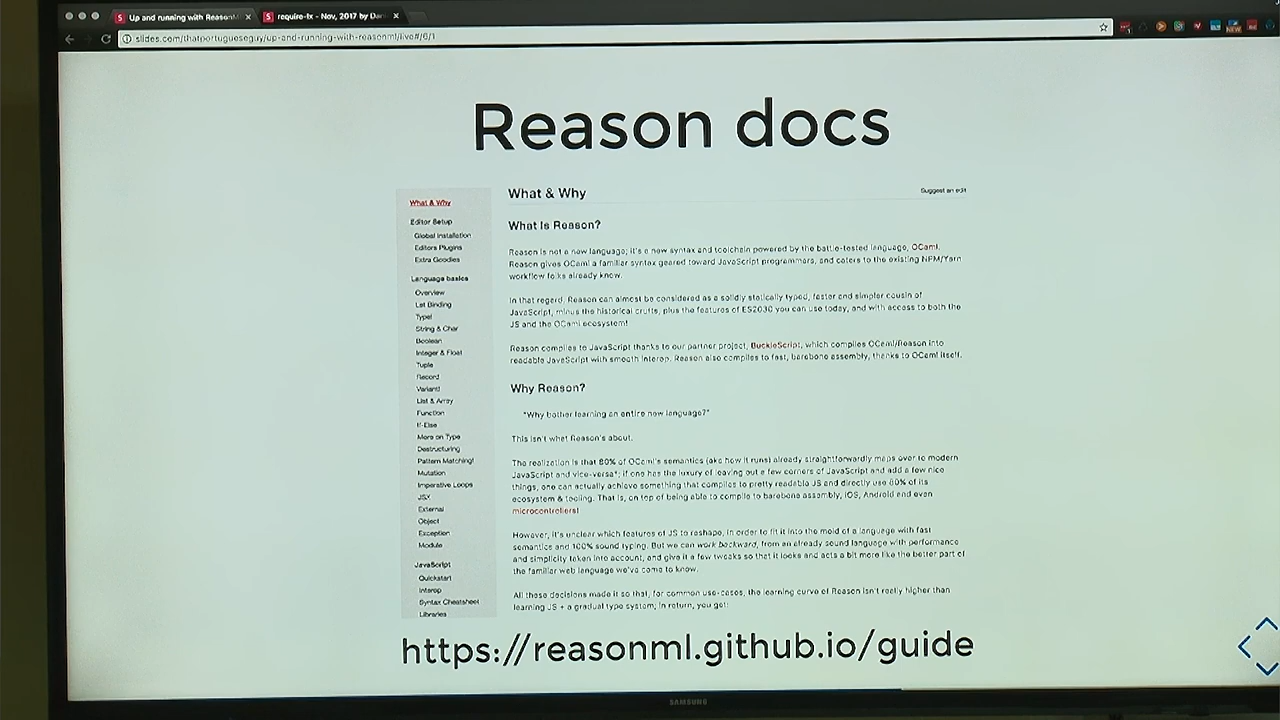 Up and running with ReasonM
require-lx - Nov, 2017 by Da
slides.com/thatportugueseguy/up-and-running-with-reasonml/live#/6/1
NEW
Reason docs
What & Why
Editor Setup
Global Installation
Editors Plugins
Extra Goodies
Language basics
Overview
Let Binding
Type!
String & Char
Boolean
Integer & Float
Tuple
Record
Variant!
List & Array
Function
If-Else
More on Type
Destructuring
Pattern Matching!
Mutation
Imperative Loops
JSX
External
Object
Exception
Module
JavaScript
Quickstart
Interop
Syntax Cheatsheet
Libraries
What & Why
Suggest an edit
What Is Reason?
Reason is not a new language; it's a new syntax and toolchain powered by the battle-tested language, OCaml.
Reason gives OCaml a familiar syntax geared toward JavaScript programmers, and caters to the existing NPM/Yarn
workflow folks already know.
In that regard, Reason can almost be considered as a solidly statically typed, faster and simpler cousin of
JavaScript, minus the historical crufts, plus the features of ES2030 you can use today, and with access to both the
JS and the OCaml ecosystem!
Reason compiles to JavaScript thanks to our partner project, BuckleScript, which compiles OCaml/Reason into
readable JavaScript with smooth interop. Reason also compiles to fast, barebone assembly, thanks to OCaml itself.
Why Reason?
"Why bother learning an entire new language?"
This isn't what Reason's about.
The realization is that 80% of OCaml's semantics (aka how it runs) already straightforwardly maps over to modern
JavaScript and vice-versa*; if one has the luxury of leaving out a few corners of JavaScript and add a few nice
things, one can actually achieve something that compiles to pretty readable JS and directly use 80% of its
ecosystem & tooling. That is, on top of being able to compile to barebone assembly, iOS, Android and even
microcontrollers!
However, it's unclear which features of JS to reshape, in order to fit it into the mold of a language with fast
semantics and 100% sound typing. But we can work backward, from an already sound language with performance
and simplicity taken into account, and give it a few tweaks so that it looks and acts a bit more like the better part of
the familiar web language we've come to know.
All these decisions made it so that, for common use-cases, the learning curve of Reason isn't really higher than
learning JS + a gradual type system; in return, you get:
https://reasonml.github.io/guide
SAMSUNG